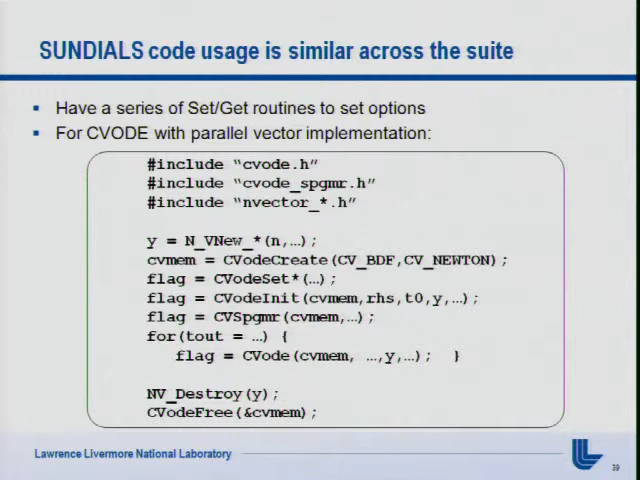 SUNDIALS code usage is similar across the suite
Have a series of Set/Get routines to set options
For CVODE with parallel vector implementation:
#include “cvode.h”
#include “cvode_spgmr.h”
#include “nvector_*.h”
y = N_VNew_*(n,…);
cvmem = CVodeCreate(CV_BDF,CV_NEWTON);
flag = CVodeSet*(…);
flag = CVodeInit(cvmem,rhs,t0,y,…);
flag = CVSpgmr(cvmem,…);
for(tout = …) {
flag = CVode(cvmem, …,y,…); }
NV_Destroy(y);
CVodeFree(&cvmem);
Lawrence Livermore National Laboratory
39